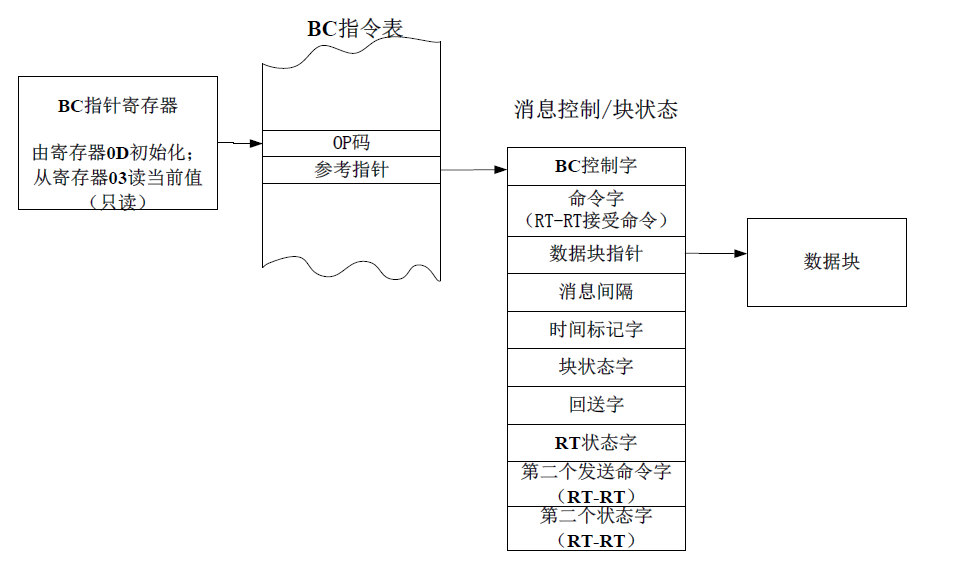 BC指令表
BC指针寄存器
由寄存器0D初始化；
从寄存器03读当前值
（只读）
OP码
参考指针
消息控制/块状态
BC控制字
命令字
（RT-RT接受命令）
数据块指针
消息间隔
时间标记字
块状态字
回送字
RT状态字
第二个发送命令字
（RT-RT）
第二个状态字
（RT-RT）
数据块